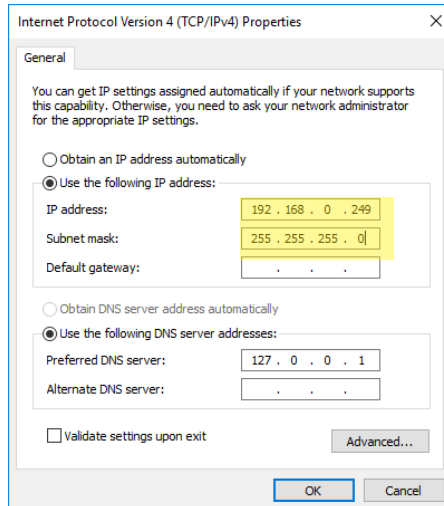 Internet Protocol Version 4 (TCP/IPv4) Properties
General
You can get IP settings assigned automatically if your network supports
this capability. Otherwise, you need to ask your network administrator
for the appropriate IP settings.
Obtain an IP address automatically
Use the following IP address:
IP address: 192 . 168 . 0 . 249
Subnet mask: 255 . 255 . 255 . 0
Default gateway: . . .
Obtain DNS server address automatically
Use the following DNS server addresses:
Preferred DNS server: 127 . 0 . 0 . 1
Alternate DNS server: . . .
Validate settings upon exit
Advanced...
OK Cancel